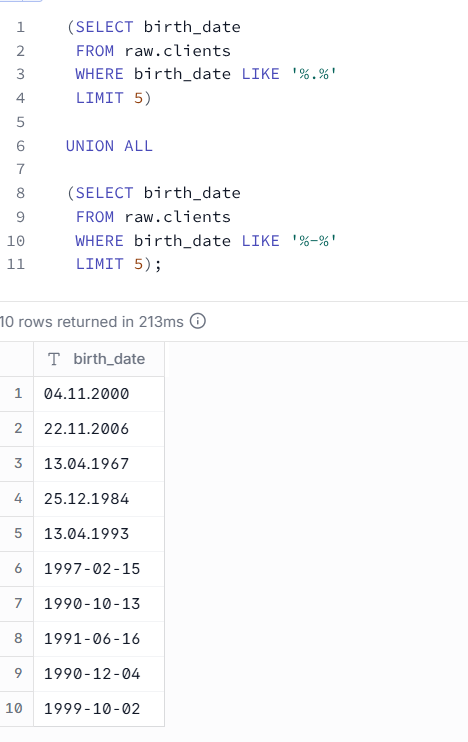 1 (SELECT birth_date
2 FROM raw.clients
3 WHERE birth_date LIKE '%.%'
4 LIMIT 5)
5
6 UNION ALL
7
8 (SELECT birth_date
9 FROM raw.clients
10 WHERE birth_date LIKE '%-%'
11 LIMIT 5);
10 rows returned in 213ms
T birth_date
1 04.11.2000
2 22.11.2006
3 13.04.1967
4 25.12.1984
5 13.04.1993
6 1997-02-15
7 1990-10-13
8 1991-06-16
9 1990-12-04
10 1999-10-02